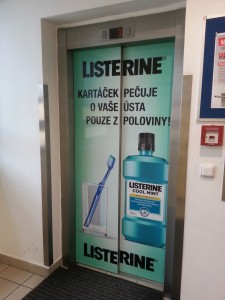 LISTERINE®
KARTÁČEK PEČUJE
O VAŠE ÚSTA
POUZE Z POLOVINY!
LISTERINE
COOL MINT
LISTERINE®